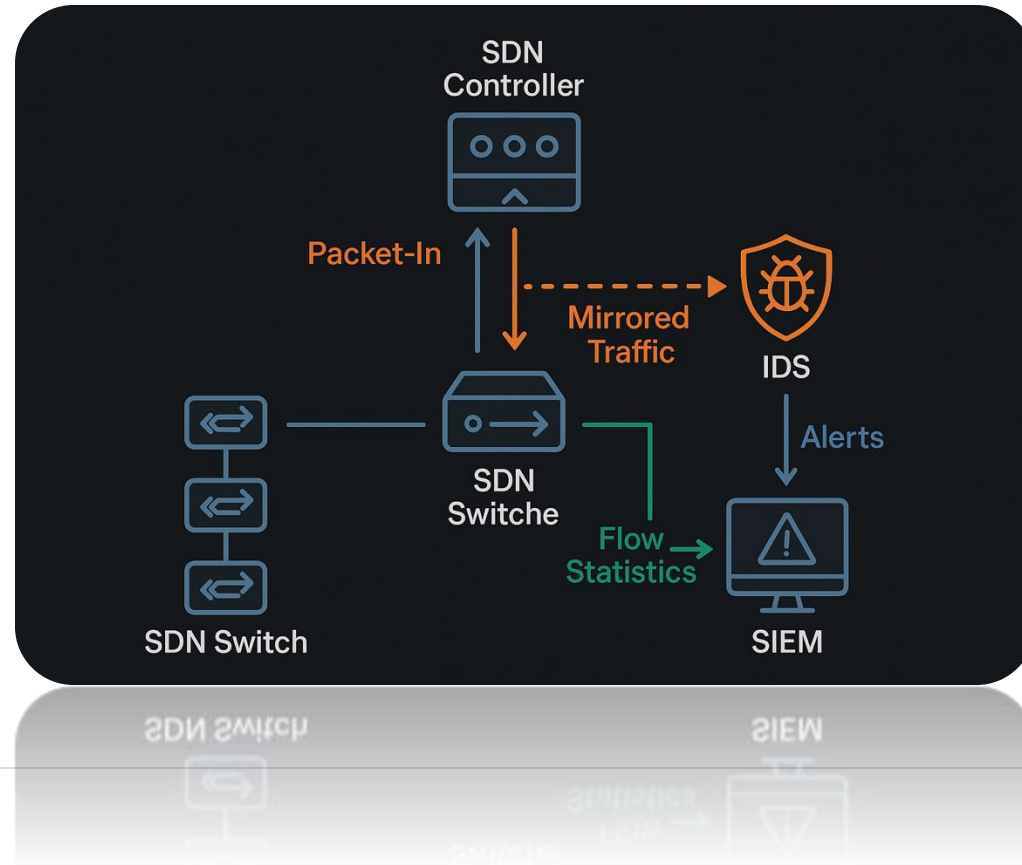 SDN
Controller
Packet-In
Mirrored
Traffic
IDS
Alerts
SDN
Switche
Flow
Statistics
SDN Switch
SIEM